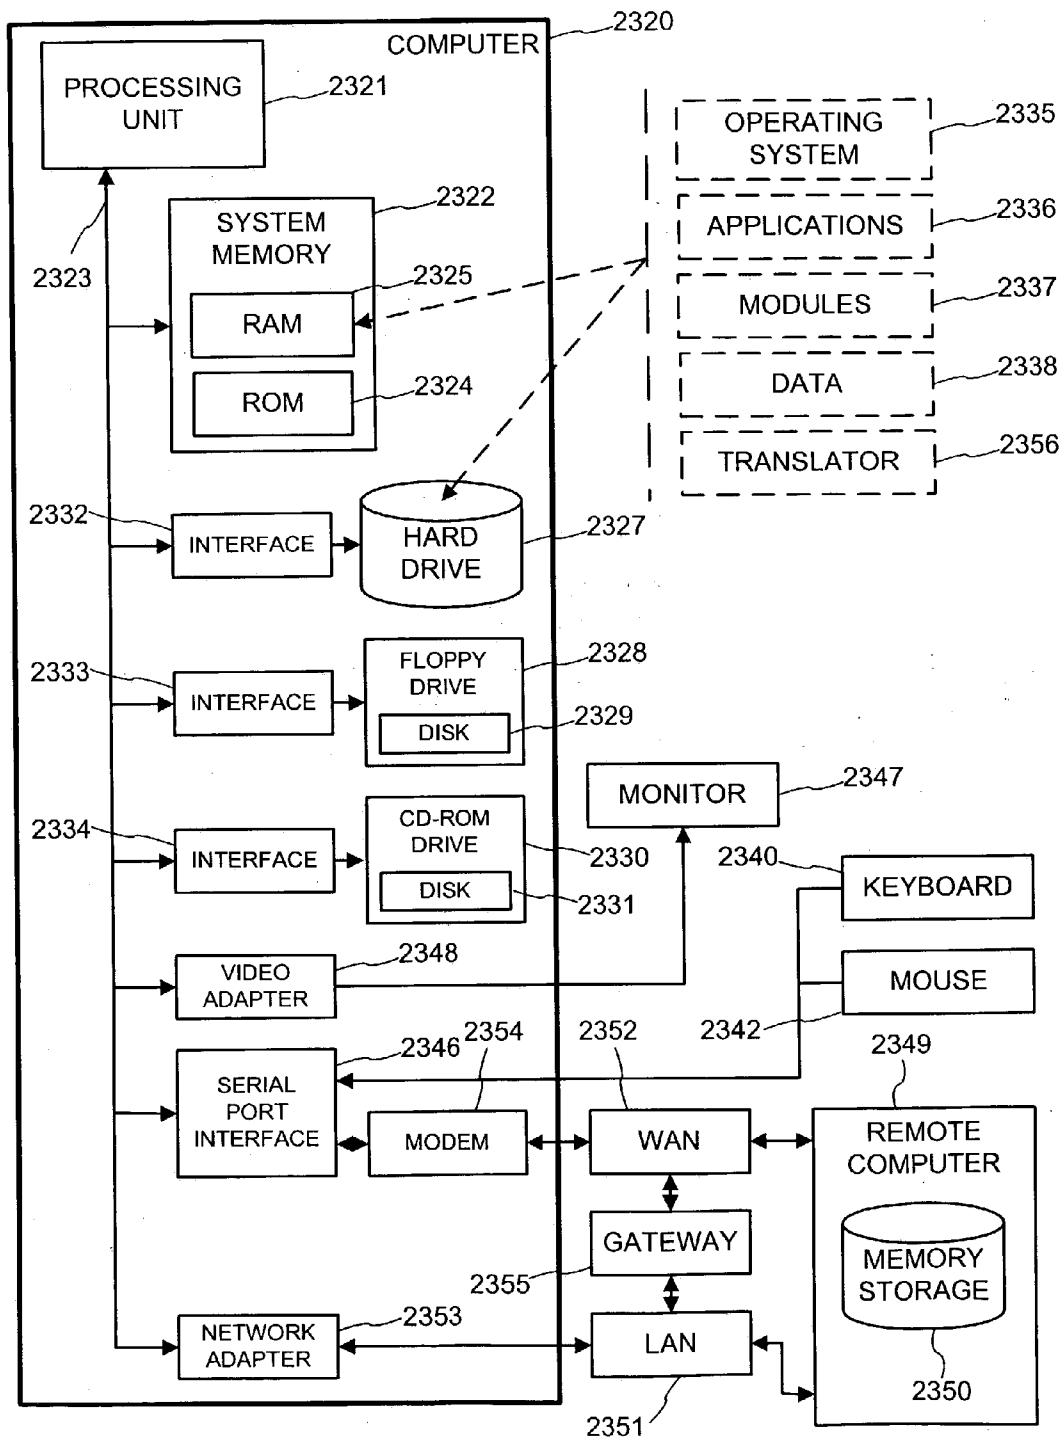 2320
COMPUTER
PROCESSING
UNIT
2321
2323
2322
SYSTEM
MEMORY
2325
RAM
2324
ROM
OPERATING
SYSTEM
2335
APPLICATIONS
2336
MODULES
2337
DATA
2338
TRANSLATOR
2356
2332
INTERFACE
HARD
DRIVE
2327
2333
INTERFACE
FLOPPY
DRIVE
2328
DISK
2329
2334
INTERFACE
CD-ROM
DRIVE
2330
DISK
2331
MONITOR
2347
2340
KEYBOARD
MOUSE
2342
VIDEO
ADAPTER
2348
2346
SERIAL
PORT
INTERFACE
2354
MODEM
2352
WAN
GATEWAY
2355
2349
REMOTE
COMPUTER
MEMORY
STORAGE
2350
NETWORK
ADAPTER
2353
LAN
2351